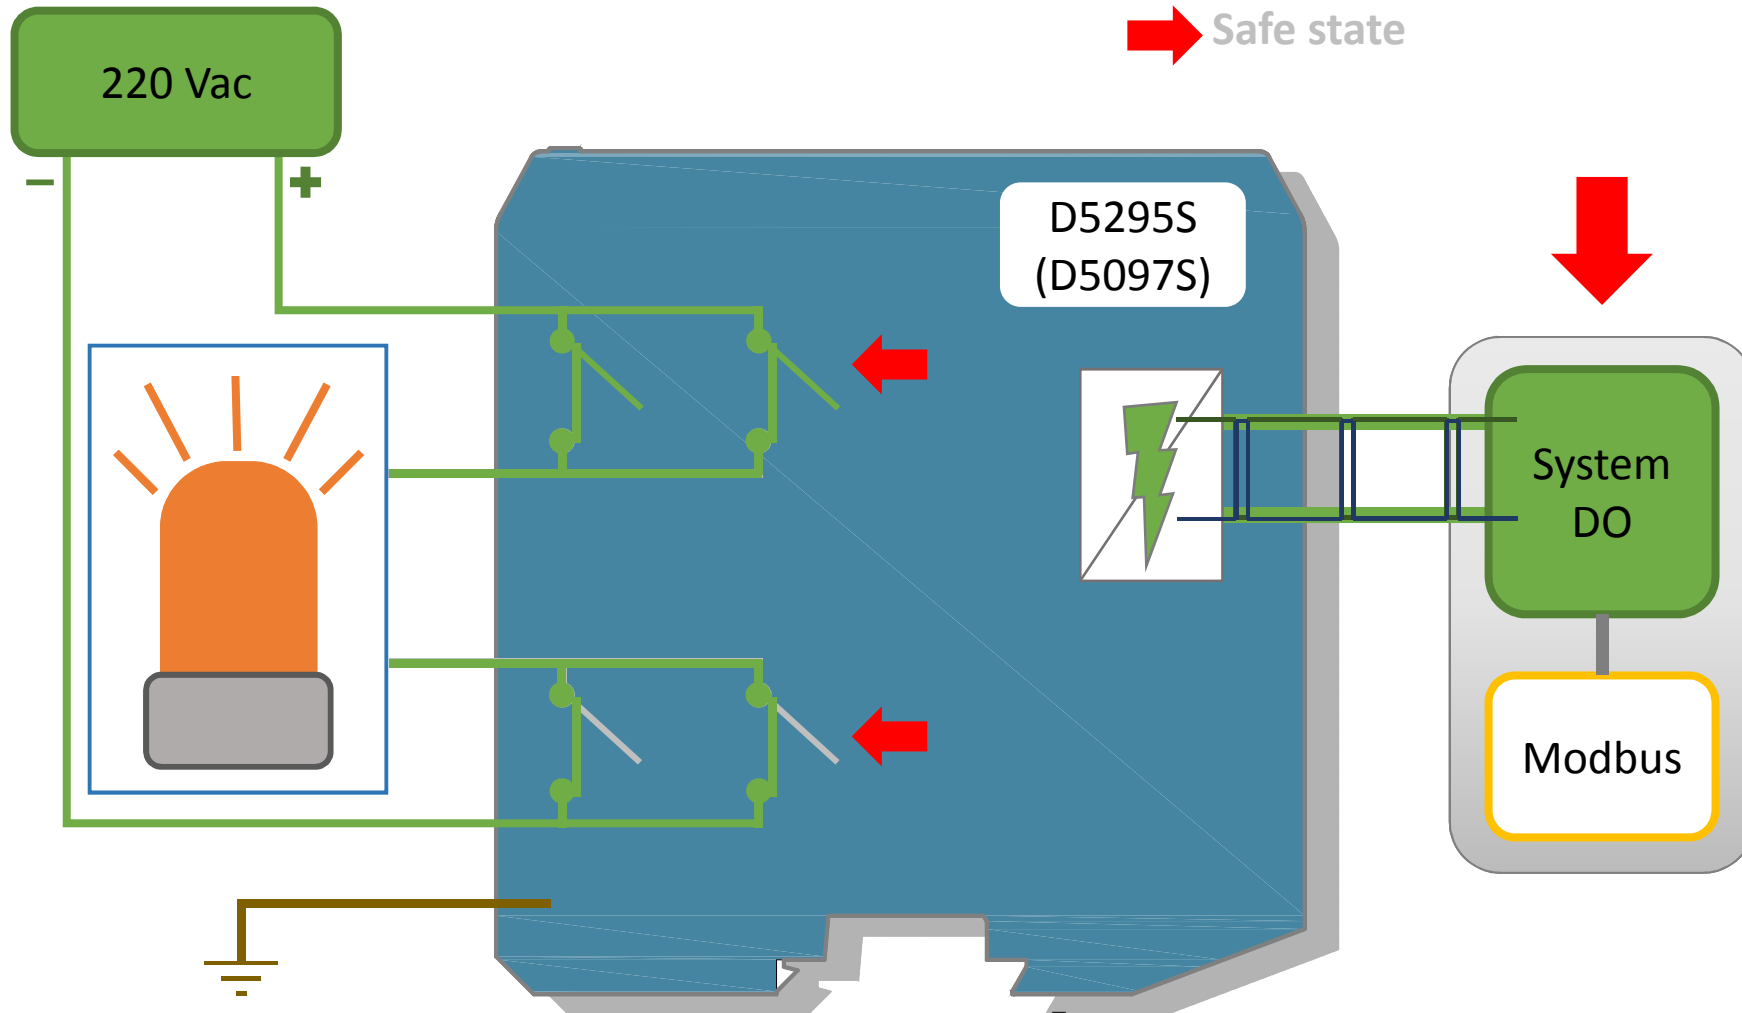 220 Vac
Safe state
− +
D5295S
(D5097S)
System
DO
Modbus